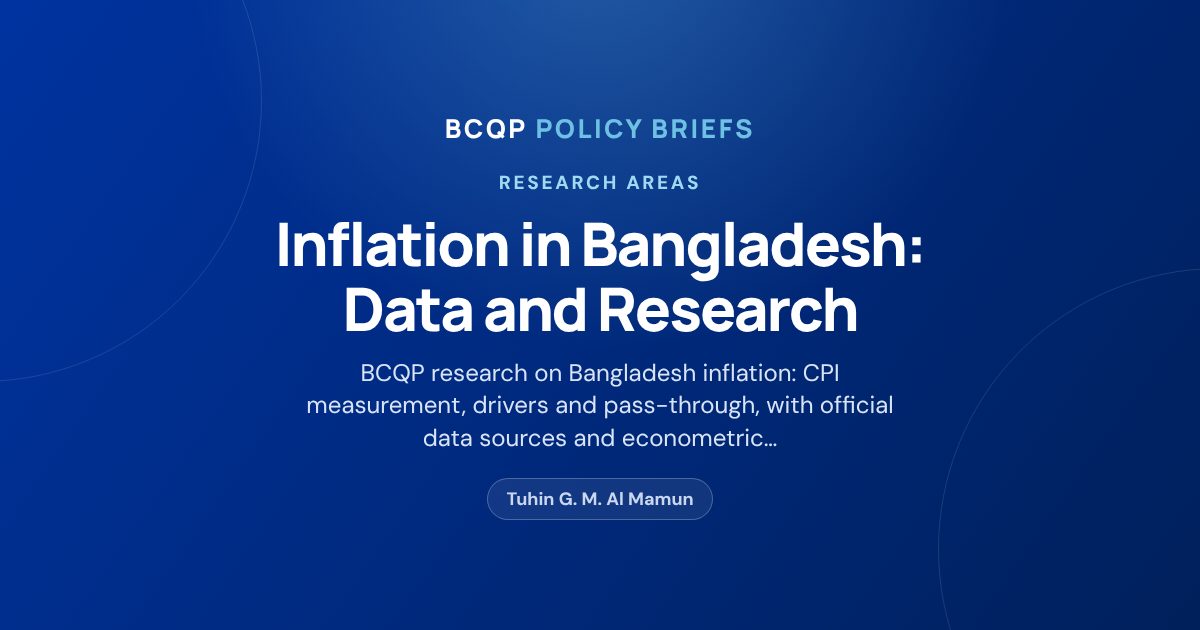 BCQP POLICY BRIEFS
RESEARCH AREAS
Inflation in Bangladesh:
Data and Research
BCQP research on Bangladesh inflation: CPI
measurement, drivers and pass-through, with official
data sources and econometric...
Tuhin G. M. Al Mamun